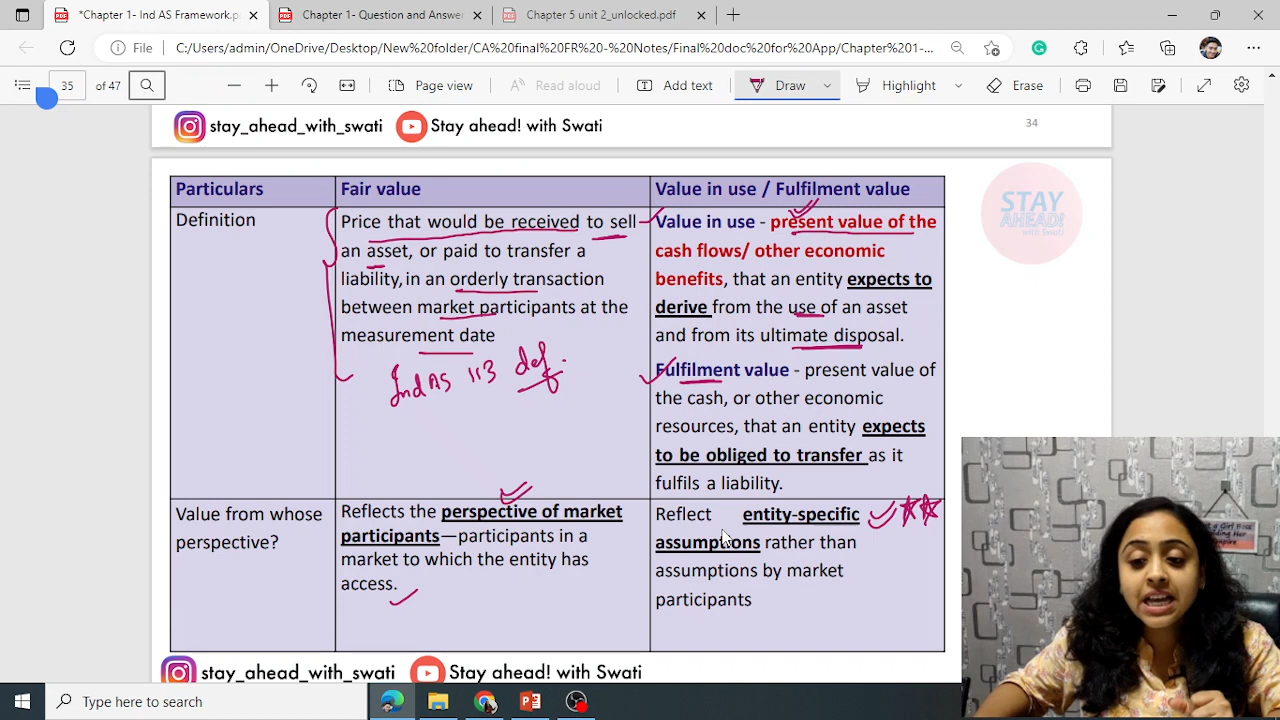 *Chapter 1- Ind AS Framework.p
Chapter 1 - Question and Answer
Chapter 5 unit 2_unlocked.pdf
File
C:/Users/admin/OneDrive/Desktop/New%20folder/CA%20Final%20FR%20-%20Notes/Final%20doc%20for%20App/Chapter%201-...
35 of 47
Page view
Read aloud
Add text
Draw
Highlight
Erase
stay_ahead_with_swati Stay ahead! with Swati
34
STAY
AHEAD!
with Swati
Particulars Fair value Value in use / Fulfilment value
Definition
Price that would be received to sell
an asset, or paid to transfer a
liability, in an orderly transaction
between market participants at the
measurement date
Ind AS 113 def.
Value in use - present value of the
cash flows/ other economic
benefits, that an entity expects to
derive from the use of an asset
and from its ultimate disposal.
Fulfilment value - present value of
the cash, or other economic
resources, that an entity expects
to be obliged to transfer as it
fulfils a liability.
Value from whose
perspective?
Reflects the perspective of market
participants—participants in a
market to which the entity has
access.
Reflect entity-specific
assumptions rather than
assumptions by market
participants
stay_ahead_with_swati Stay ahead! with Swati
Type here to search